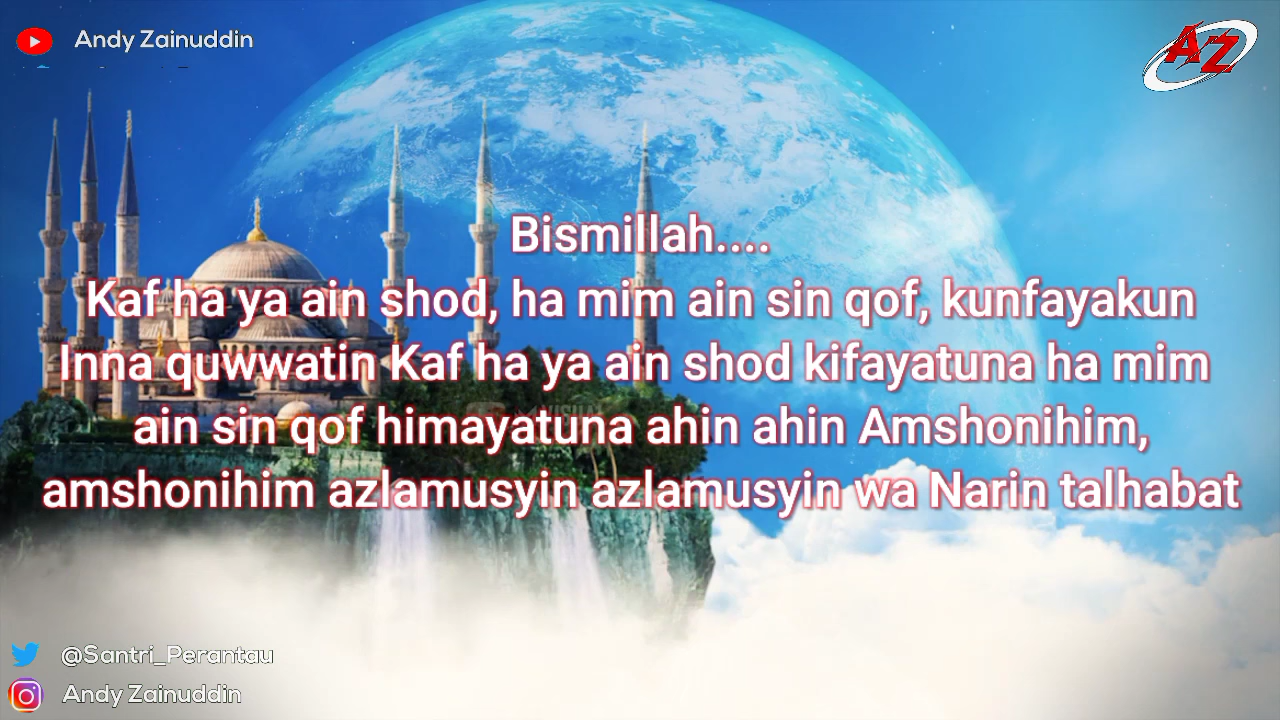 Andy Zainuddin
AZ
Bismillah....
Kaf ha ya ain shod, ha mim ain sin qof, kunfayakun
Inna quwwatin Kaf ha ya ain shod kifayatuna ha mim
ain sin qof himayatuna ahin ahin Amshonihim,
amshonihim azlamusyin azlamusyin wa Narin talhabat
@Santri_Perantau
Andy Zainuddin